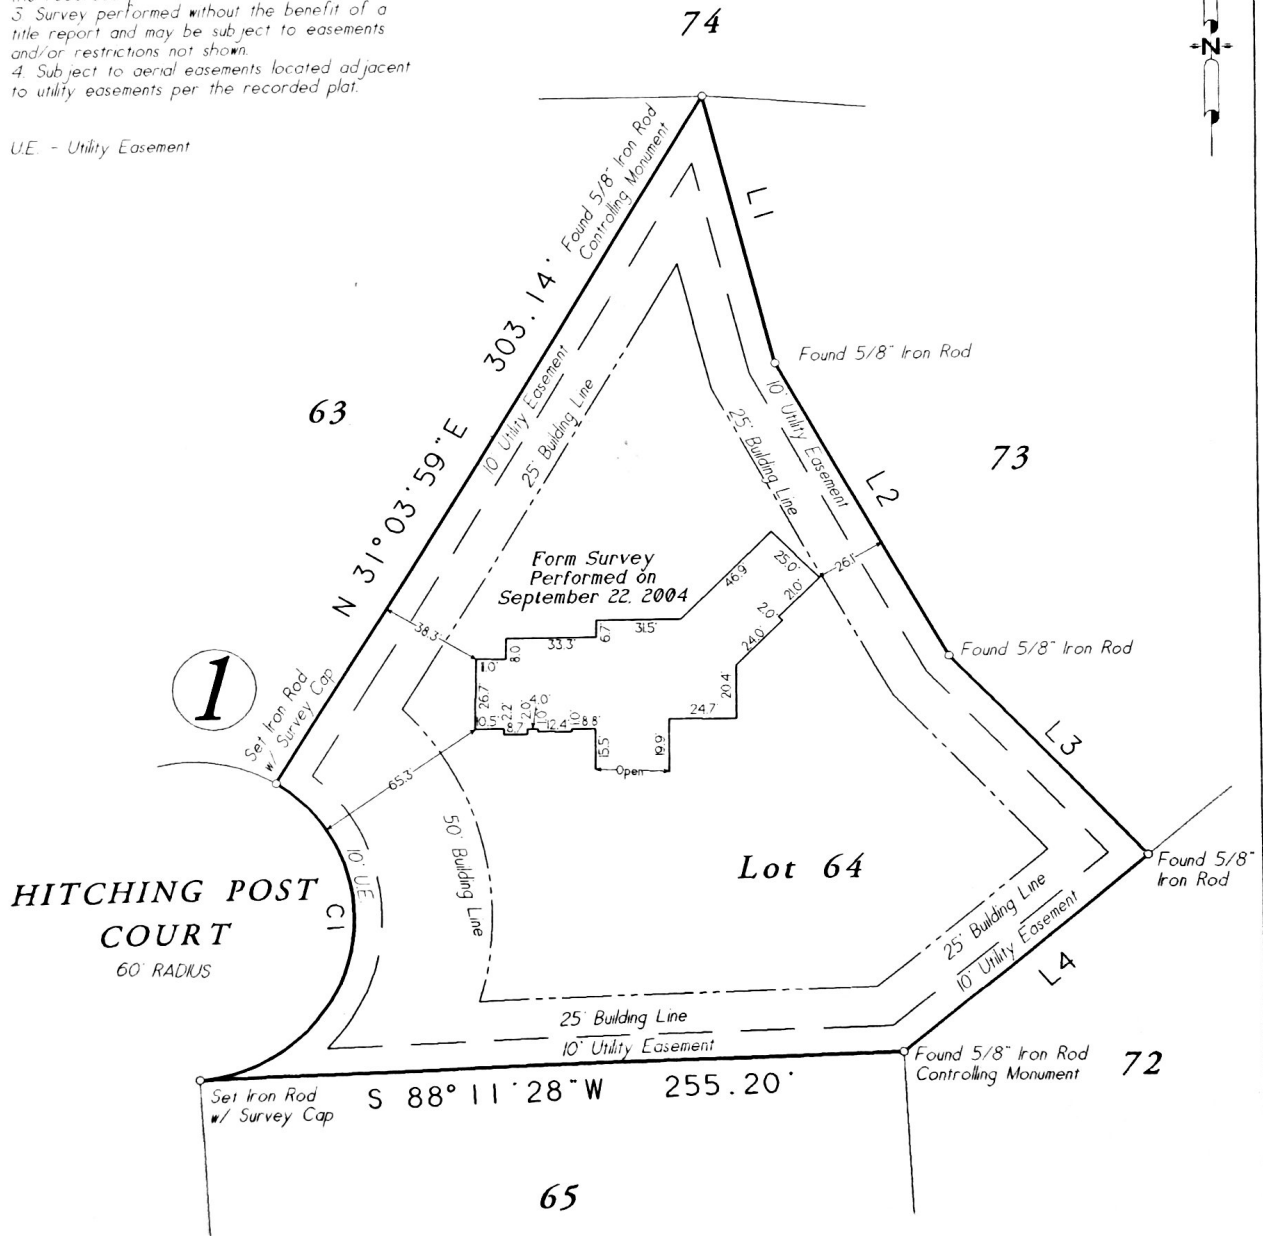 3 Survey performed without the benefit of a
title report and may be subject to easements
and/or restrictions not shown.
4. Subject to aerial easements located adjacent
to utility easements per the recorded plat.
U.E. - Utility Easement
74
N
Found 5/8" Iron Rod
Controlling Monument
L1
303.14'
N 31°03'59"E
63
10' Utility Easement
25' Building Line
Found 5/8" Iron Rod
10' Utility Easement
25' Building Line
L2
73
Form Survey
Performed on
September 22, 2004
46.9'
25.0'
26.1'
21.0'
2.0'
24.0'
20.4'
24.7'
19.9'
Open
15.5'
31.5'
6.7'
33.3'
8.0'
1.0'
26.7'
10.5'
2.2'
8.7'
2.0'
4.0'
1.0'
12.4'
1.0'
8.8'
38.3'
65.3'
1
Set Iron Rod
w/ Survey Cap
Found 5/8" Iron Rod
L3
50' Building Line
10' U.E.
C1
HITCHING POST
COURT
60' RADIUS
Lot 64
Found 5/8"
Iron Rod
25' Building Line
10' Utility Easement
L4
25' Building Line
10' Utility Easement
Found 5/8" Iron Rod
Controlling Monument
72
S 88°11'28"W 255.20'
Set Iron Rod
w/ Survey Cap
65